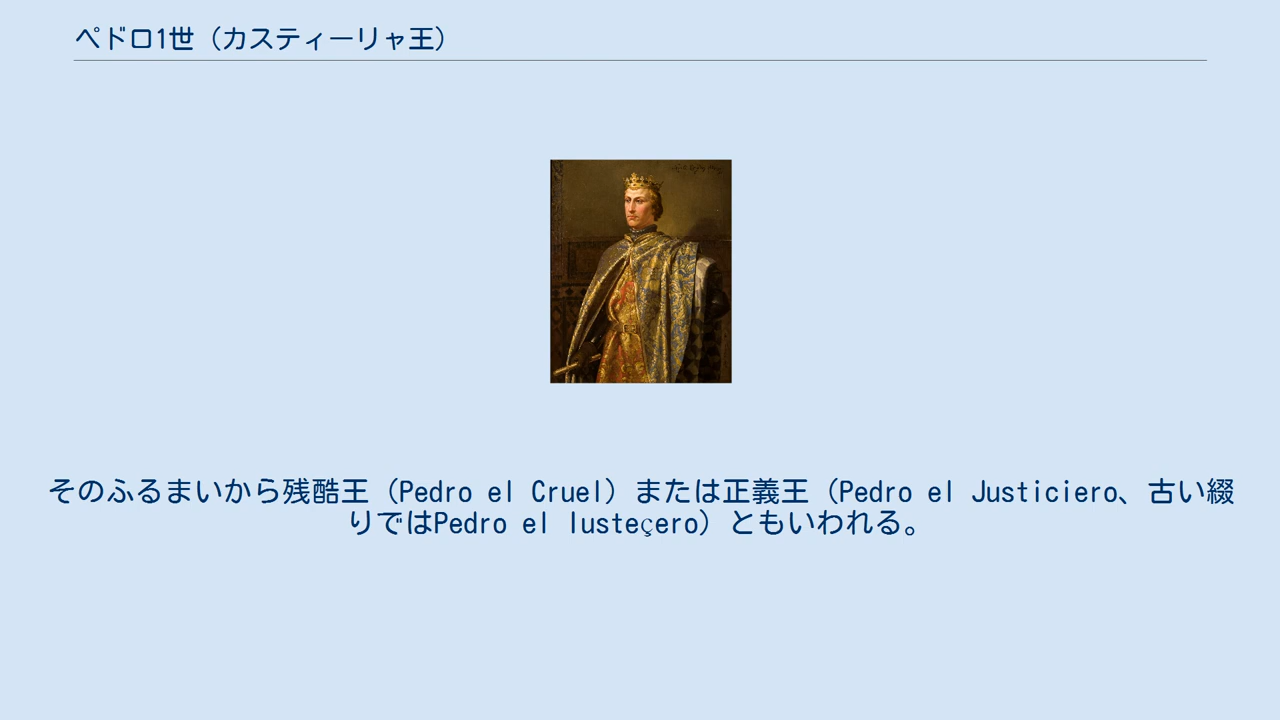 ペドロ1世（カスティーリャ王）
そのふるまいから残酷王（Pedro el Cruel）または正義王（Pedro el Justiciero、古い綴
りではPedro el lusteçero）ともいわれる。